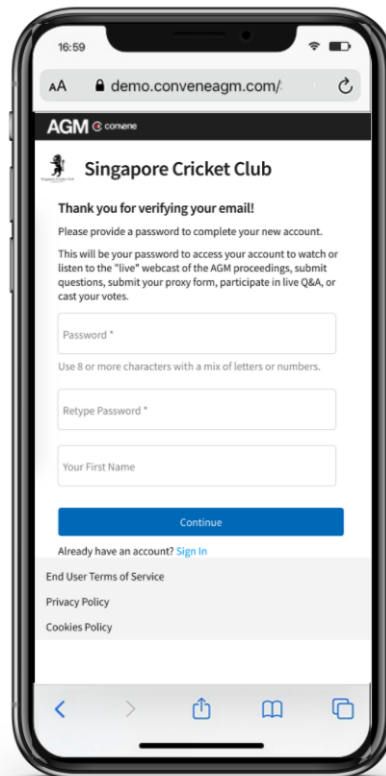 16:59
AA demo.conveneagm.com/
AGM convene
Singapore Cricket Club
Thank you for verifying your email!
Please provide a password to complete your new account.
This will be your password to access your account to watch or
listen to the "live" webcast of the AGM proceedings, submit
questions, submit your proxy form, participate in live Q&A, or
cast your votes.
Password *
Use 8 or more characters with a mix of letters or numbers.
Retype Password *
Your First Name
Continue
Already have an account? Sign In
End User Terms of Service
Privacy Policy
Cookies Policy